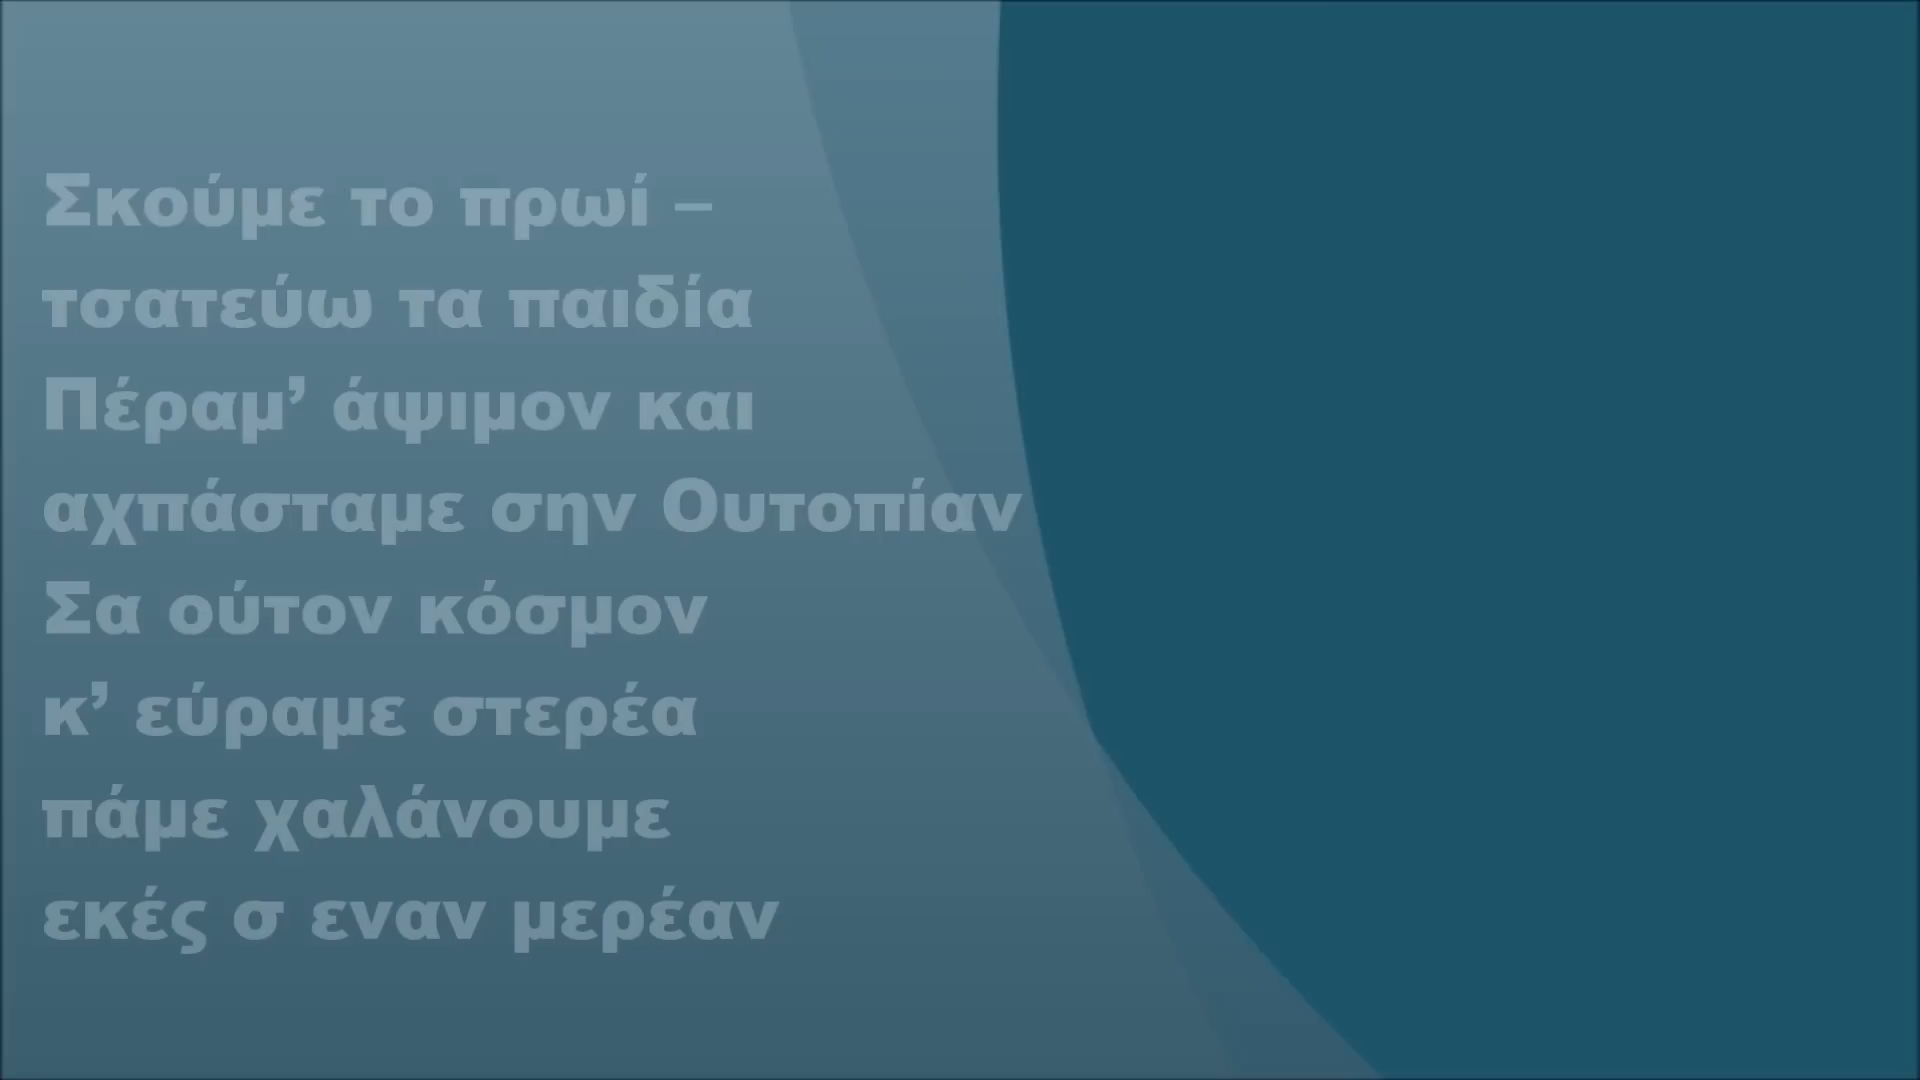 Σκούμε το πρωί –
τσατεύω τα παιδία
Πέραμ’ άψιμον και
αχπάσταμε σην Ουτοπίαν
Σα ούτον κόσμον
κ’ εύραμε στερέα
πάμε χαλάνουμε
εκές σ εναν μερέαν